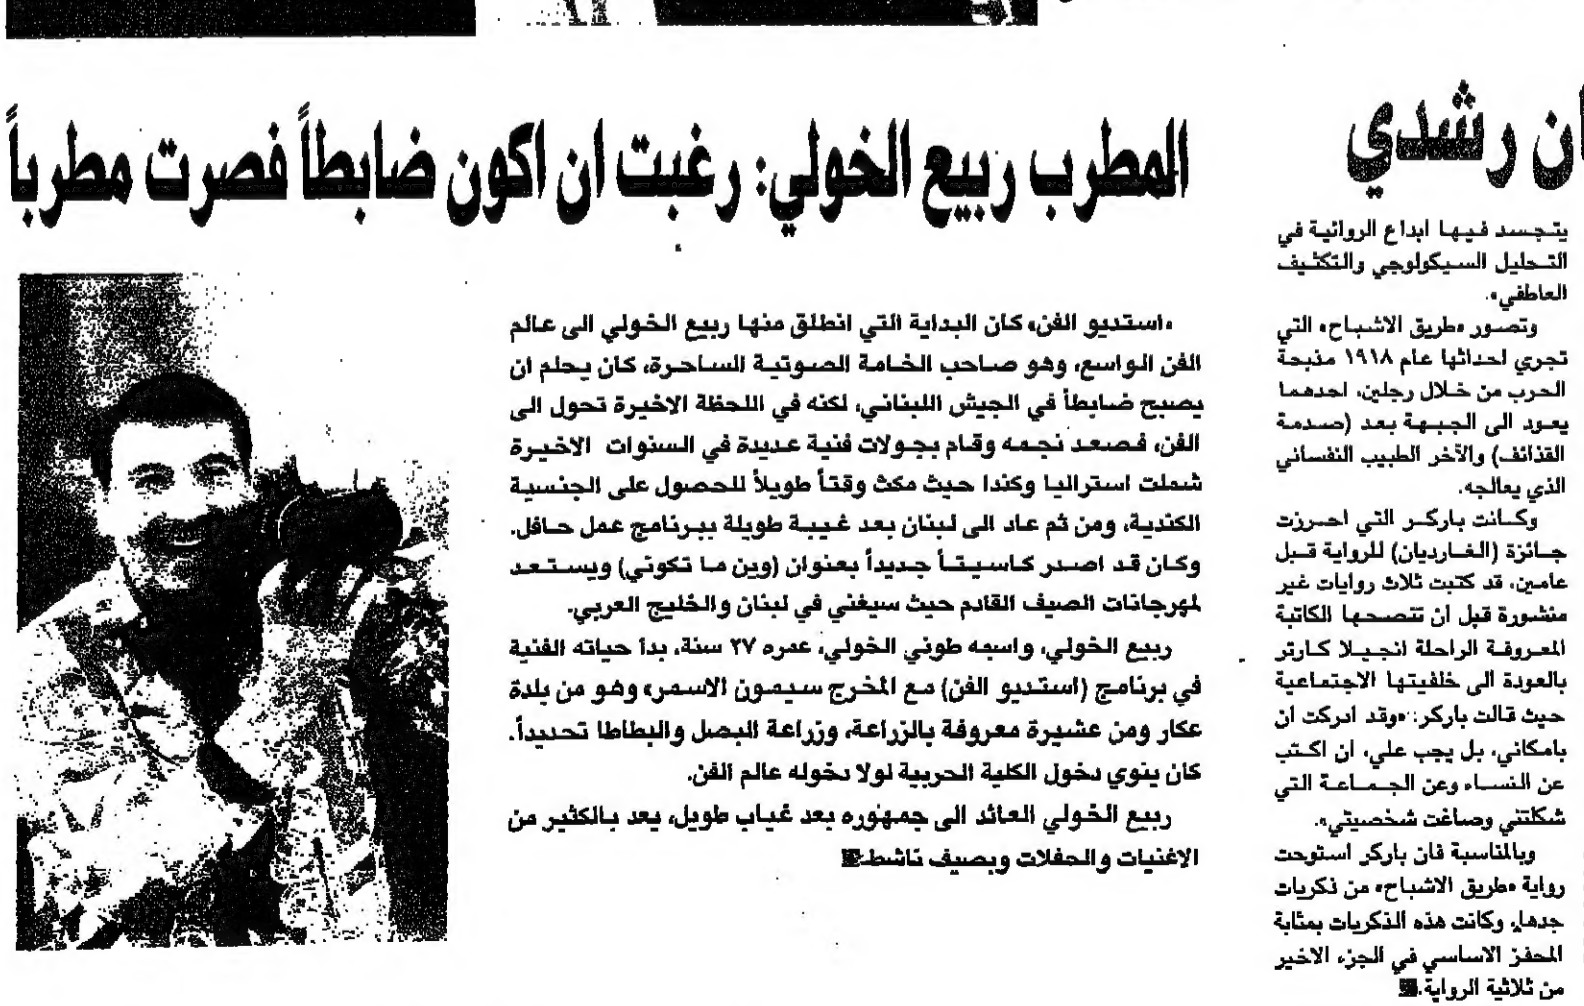 ان رشدي
يتجسد فيها ابداع الروائية في
التحليل السيكولوجي والتكثيف
العاطفي».
وتصور «طريق الاشباح» التي
تجري احداثها عام ١٩١٨ مذبحة
الحرب من خلال رجلين، احدهما
يعود الى الجبهة بعد (صدمة
القذائف) والآخر الطبيب النفساني
الذي يعالجه.
وكانت باركر التي احرزت
جائزة (الغارديان) للرواية قبل
عامين، قد كتبت ثلاث روايات غير
منشورة قبل ان تنصحها الكاتبة
المعروفة الراحلة انجيلا كارتر
بالعودة الى خلفيتها الاجتماعية
حيث قالت باركر: «وقد ادركت ان
بامكاني، بل يجب علي، ان اكتب
عن النساء وعن الجماعة التي
شكلتني وصاغت شخصيتي».
وبالمناسبة فان باركر استوحت
رواية «طريق الاشباح» من ذكريات
جدها، وكانت هذه الذكريات بمثابة
المحفز الاساسي في الجزء الاخير
من ثلاثية الرواية.
المطرب ربيع الخولي: رغبت ان اكون ضابطاً فصرت مطرباً
«استديو الفن» كان البداية التي انطلق منها ربيع الخولي الى عالم
الفن الواسع، وهو صاحب الخامة الصوتية الساحرة، كان يحلم ان
يصبح ضابطاً في الجيش اللبناني، لكنه في اللحظة الاخيرة تحول الى
الفن، فصعد نجمه وقام بجولات فنية عديدة في السنوات الاخيرة
شملت استراليا وكندا حيث مكث وقتاً طويلاً للحصول على الجنسية
الكندية، ومن ثم عاد الى لبنان بعد غيبة طويلة ببرنامج عمل حافل.
وكان قد اصدر كاسيتاً جديداً بعنوان (وين ما تكوني) ويستعد
لمهرجانات الصيف القادم حيث سيغني في لبنان والخليج العربي.
ربيع الخولي، واسمه طوني الخولي، عمره ٢٧ سنة، بدأ حياته الفنية
في برنامج (استديو الفن) مع المخرج سيمون الاسمر» وهو من بلدة
عكار ومن عشيرة معروفة بالزراعة، وزراعة البصل والبطاطا تحديداً.
كان ينوي دخول الكلية الحربية لولا دخوله عالم الفن.
ربيع الخولي العائد الى جمهوره بعد غياب طويل، يعد بالكثير من
الاغنيات والحفلات وبصيف ناشط.